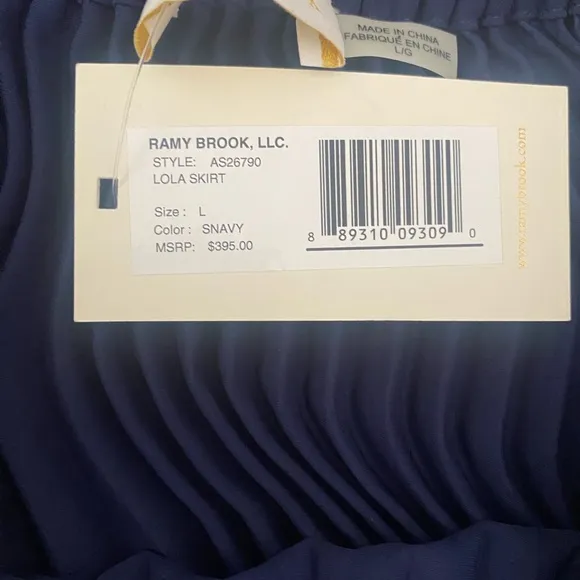 MADE IN CHINA
FABRIQUÉ EN CHINE
L/G
RAMY BROOK, LLC.
STYLE: AS26790
LOLA SKIRT
Size : L
Color : SNAVY
MSRP: $395.00
8 89310 09309 0
www.ramybrook.com